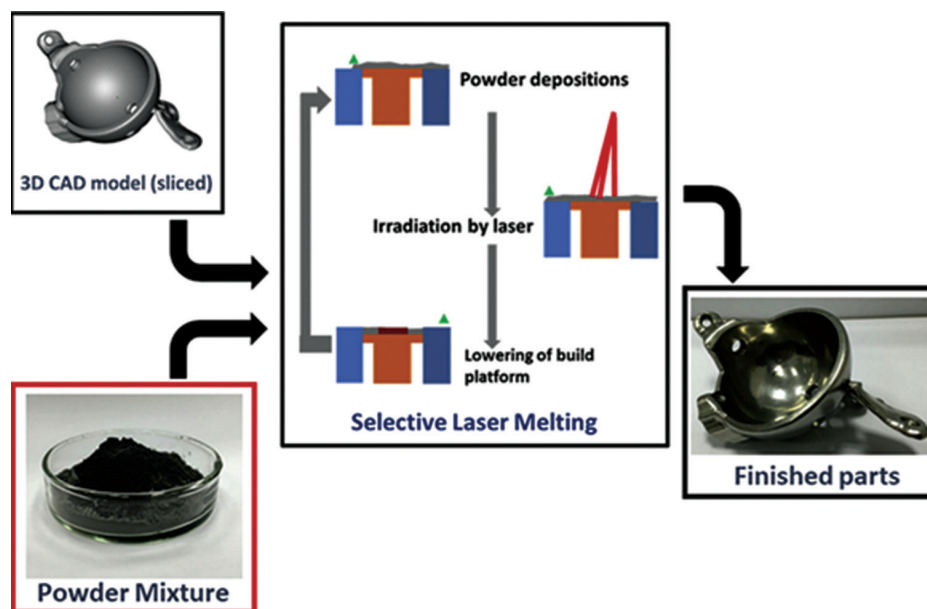 3D CAD model (sliced)
Powder depositions
Irradiation by laser
Lowering of build
platform
Selective Laser Melting
Powder Mixture
Finished parts